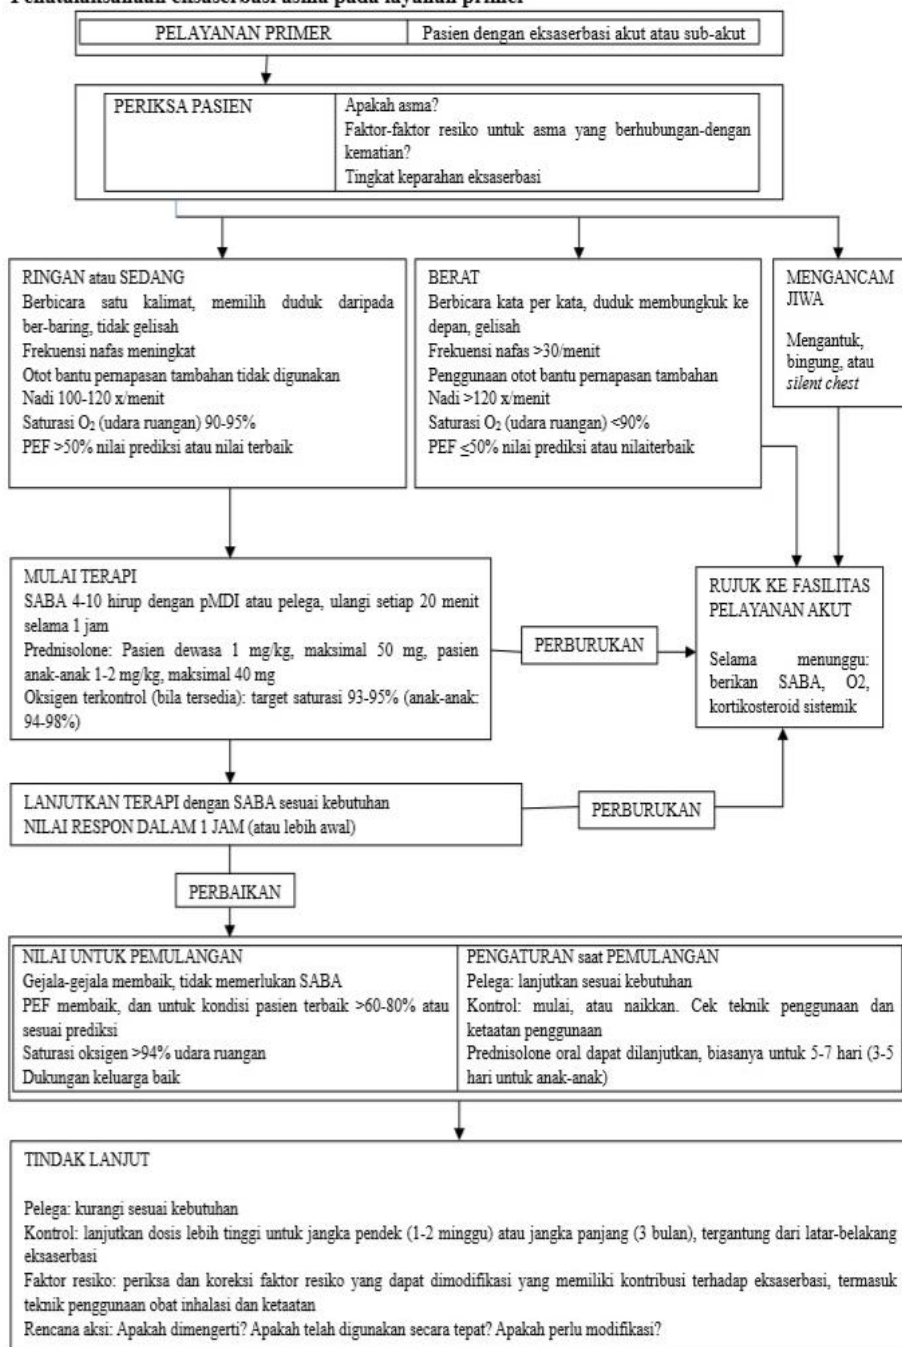 Penatalaksanaan eksaserbasi asma pada layanan primer
PELAYANAN PRIMER
Pasien dengan eksaserbasi akut atau sub-akut
PERIKSA PASIEN
Apakah asma?
Faktor-faktor resiko untuk asma yang berhubungan-dengan
kematian?
Tingkat keparahan eksaserbasi
RINGAN atau SEDANG
Berbicara satu kalimat, memilih duduk daripada
ber-baring, tidak gelisah
Frekuensi nafas meningkat
Otot bantu pernapasan tambahan tidak digunakan
Nadi 100-120 x/menit
Saturasi O₂ (udara ruangan) 90-95%
PEF >50% nilai prediksi atau nilai terbaik
BERAT
Berbicara kata per kata, duduk membungkuk ke
depan, gelisah
Frekuensi nafas >30/menit
Penggunaan otot bantu pernapasan tambahan
Nadi >120 x/menit
Saturasi O₂ (udara ruangan) <90%
PEF ≤50% nilai prediksi atau nilaiterbaik
MENGANCAM
JIWA
Mengantuk,
bingung, atau
silent chest
MULAI TERAPI
SABA 4-10 hirup dengan pMDI atau pelega, ulangi setiap 20 menit
selama 1 jam
Prednisolone: Pasien dewasa 1 mg/kg, maksimal 50 mg, pasien
anak-anak 1-2 mg/kg, maksimal 40 mg
Oksigen terkontrol (bila tersedia): target saturasi 93-95% (anak-anak:
94-98%)
PERBURUKAN
RUJUK KE FASILITAS
PELAYANAN AKUT
Selama menunggu:
berikan SABA, O2,
kortikosteroid sistemik
LANJUTKAN TERAPI dengan SABA sesuai kebutuhan
NILAI RESPON DALAM 1 JAM (atau lebih awal)
PERBURUKAN
PERBAIKAN
NILAI UNTUK PEMULANGAN
Gejala-gejala membaik, tidak memerlukan SABA
PEF membaik, dan untuk kondisi pasien terbaik >60-80% atau
sesuai prediksi
Saturasi oksigen >94% udara ruangan
Dukungan keluarga baik
PENGATURAN saat PEMULANGAN
Pelega: lanjutkan sesuai kebutuhan
Kontrol: mulai, atau naikkan. Cek teknik penggunaan dan
ketaatan penggunaan
Prednisolone oral dapat dilanjutkan, biasanya untuk 5-7 hari (3-5
hari untuk anak-anak)
TINDAK LANJUT
Pelega: kurangi sesuai kebutuhan
Kontrol: lanjutkan dosis lebih tinggi untuk jangka pendek (1-2 minggu) atau jangka panjang (3 bulan), tergantung dari latar-belakang
eksaserbasi
Faktor resiko: periksa dan koreksi faktor resiko yang dapat dimodifikasi yang memiliki kontribusi terhadap eksaserbasi, termasuk
teknik penggunaan obat inhalasi dan ketaatan
Rencana aksi: Apakah dimengerti? Apakah telah digunakan secara tepat? Apakah perlu modifikasi?